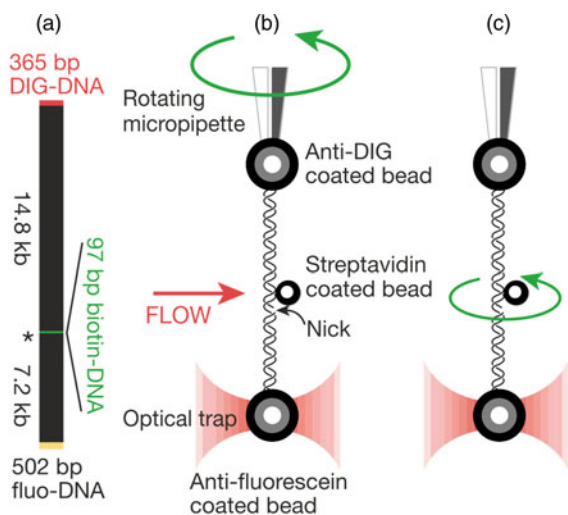 (a)
365 bp
DIG-DNA
14.8 kb
97 bp biotin-DNA
*
7.2 kb
502 bp
fluo-DNA
(b)
Rotating
micropipette
Anti-DIG
coated bead
Streptavidin
coated bead
FLOW
Nick
Optical trap
Anti-fluorescein
coated bead
(c)